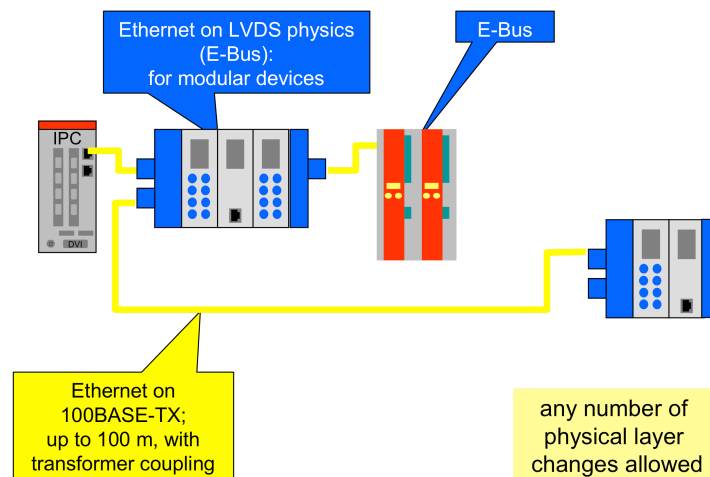 Ethernet on LVDS physics
(E-Bus):
for modular devices
E-Bus
IPC
DVI
Ethernet on
100BASE-TX;
up to 100 m, with
transformer coupling
any number of
physical layer
changes allowed